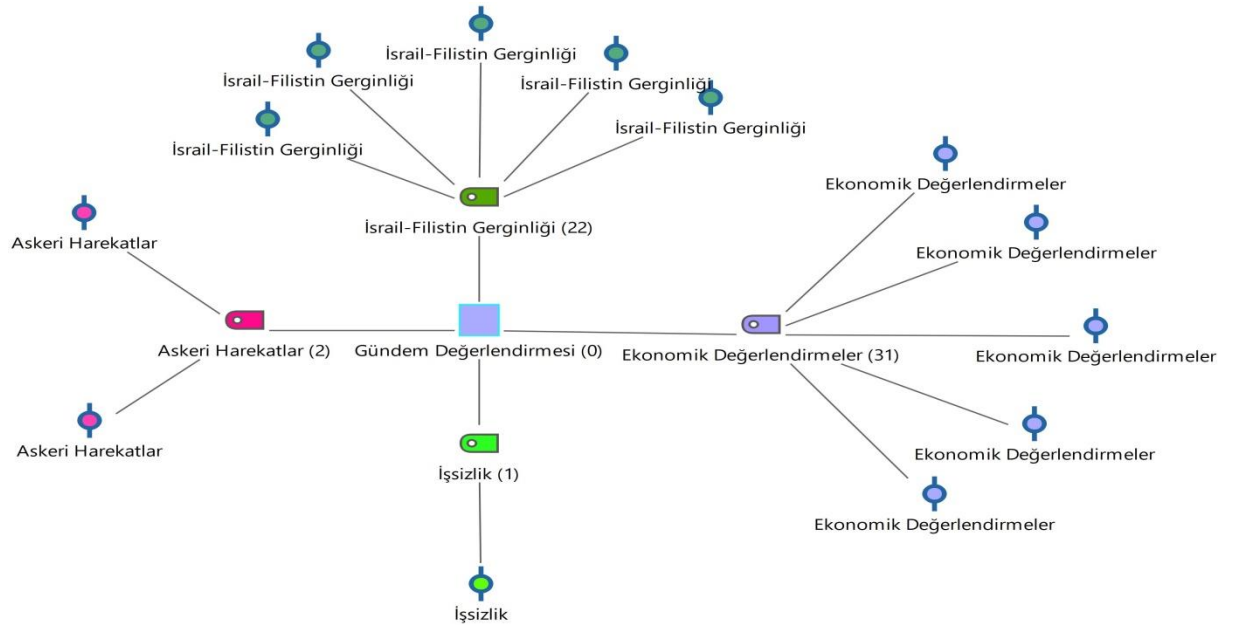 İsrail-Filistin Gerginliği
İsrail-Filistin Gerginliği
İsrail-Filistin Gerginliği
İsrail-Filistin Gerginliği
İsrail-Filistin Gerginliği
Ekonomik Değerlendirmeler
İsrail-Filistin Gerginliği (22)
Askeri Harekatlar
Ekonomik Değerlendirmeler
Askeri Harekatlar (2)
Gündem Değerlendirmesi (0)
Ekonomik Değerlendirmeler (31)
Ekonomik Değerlendirmeler
Askeri Harekatlar
Ekonomik Değerlendirmeler
İşsizlik (1)
Ekonomik Değerlendirmeler
İşsizlik